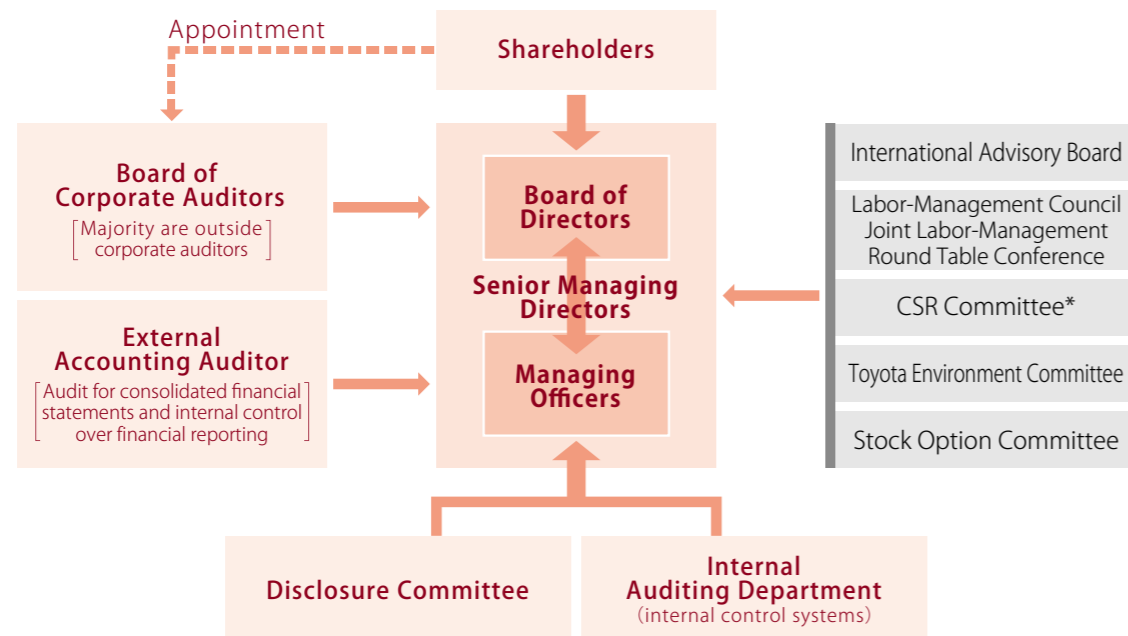 Appointment
Shareholders
Board of
Corporate Auditors
[Majority are outside
corporate auditors]
External
Accounting Auditor
[Audit for consolidated financial
statements and internal control
over financial reporting]
Board of
Directors
Senior Managing
Directors
Managing
Officers
International Advisory Board
Labor-Management Council
Joint Labor-Management
Round Table Conference
CSR Committee*
Toyota Environment Committee
Stock Option Committee
Disclosure Committee
Internal
Auditing Department
(internal control systems)